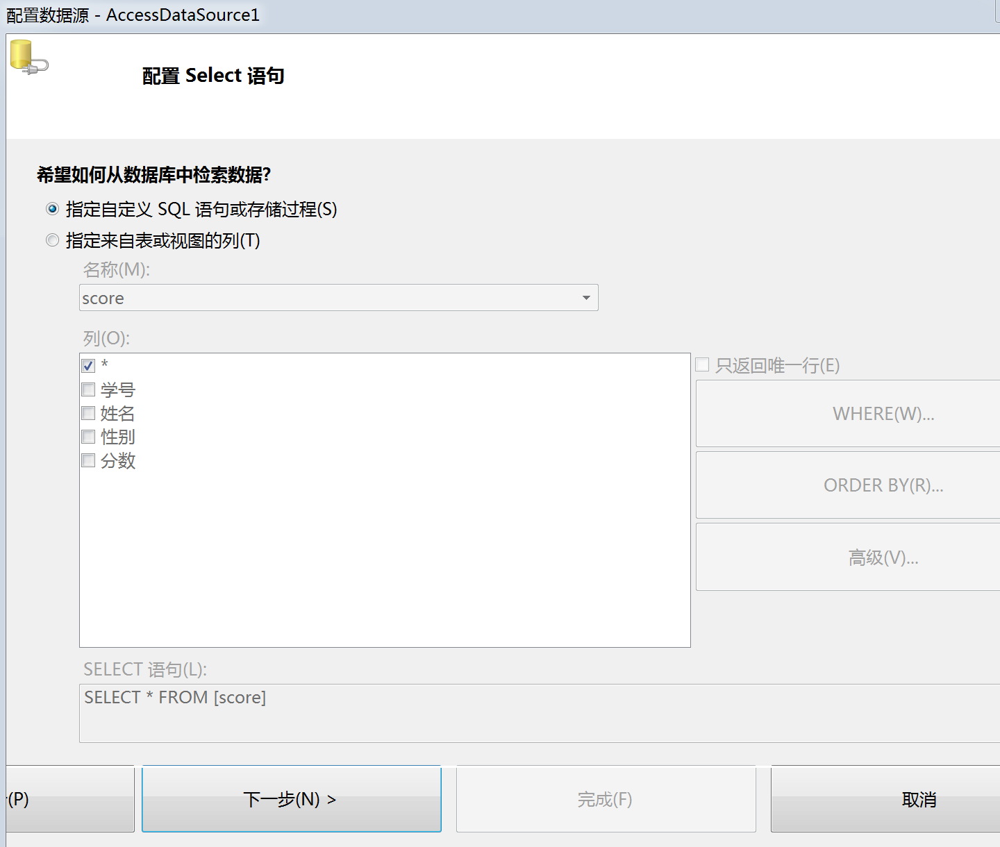 配置数据源 - AccessDataSource1
配置 Select 语句
希望如何从数据库中检索数据?
指定自定义 SQL 语句或存储过程(S)
指定来自表或视图的列(T)
名称(M):
score
列(O):
*
只返回唯一行(E)
学号
姓名
WHERE(W)...
性别
分数
ORDER BY(R)...
高级(V)...
SELECT 语句(L):
SELECT * FROM [score]
(P)
下一步(N) >
完成(F)
取消